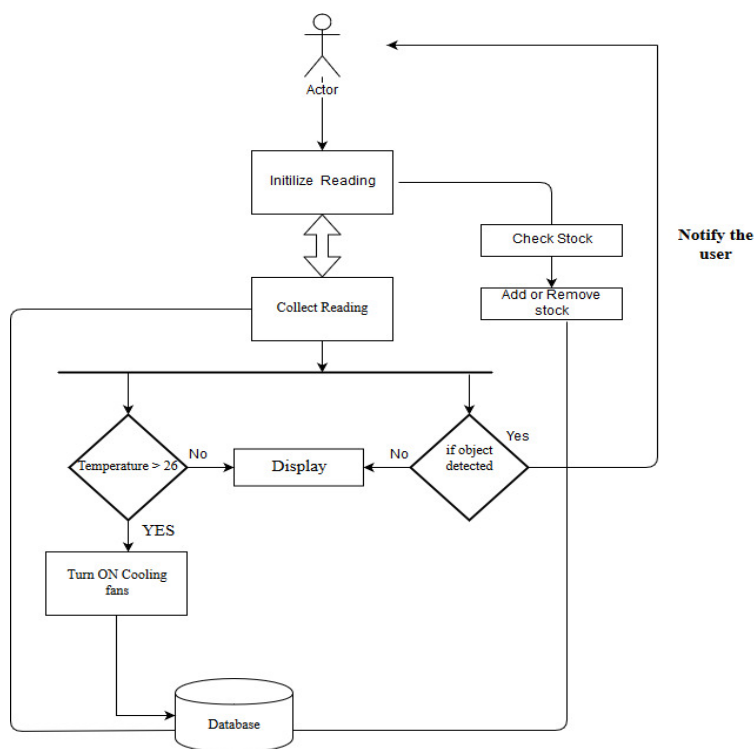 Actor
Initilize Reading
Check Stock
Notify the
user
Collect Reading
Add or Remove
stock
Temperature > 26
No
Display
No
if object
detected
Yes
YES
Turn ON Cooling
fans
Database